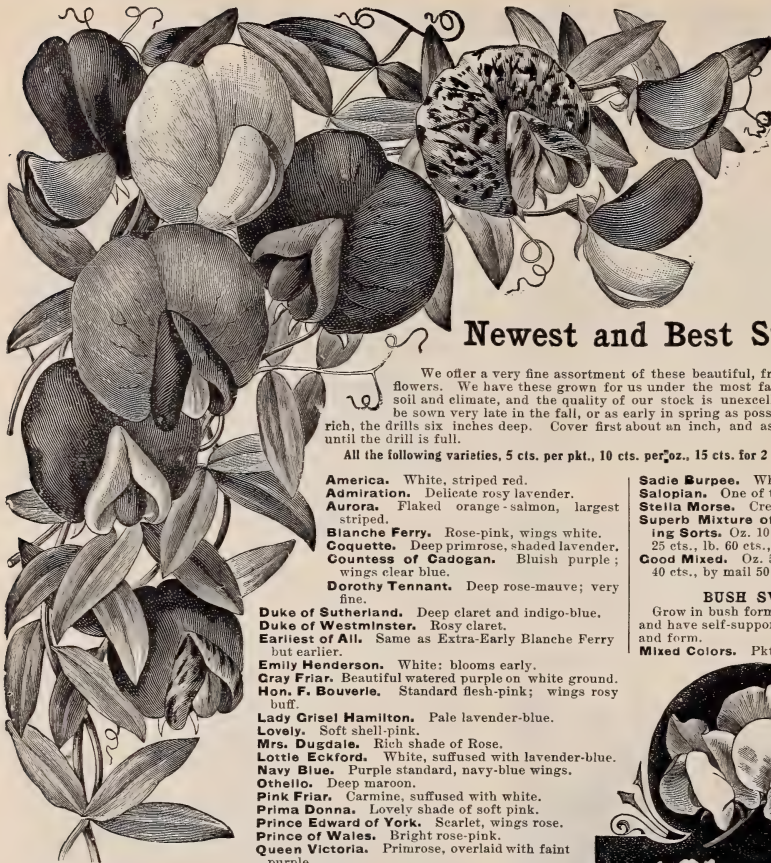 Newest and Best S
We offer a very fine assortment of these beautiful, fr
flowers. We have these grown for us under the most fa
soil and climate, and the quality of our stock is unexcel
be sown very late in the fall, or as early in spring as poss
rich, the drills six inches deep. Cover first about an inch, and as
until the drill is full.
All the following varieties, 5 cts. per pkt., 10 cts. per oz., 15 cts. for 2
America. White, striped red.
Admiration. Delicate rosy lavender.
Aurora. Flaked orange-salmon, largest
striped.
Blanche Ferry. Rose-pink, wings white.
Coquette. Deep primrose, shaded lavender.
Countess of Cadogan. Bluish purple;
wings clear blue.
Dorothy Tennant. Deep rose-mauve; very
fine.
Duke of Sutherland. Deep claret and indigo-blue.
Duke of Westminster. Rosy claret.
Earliest of All. Same as Extra-Early Blanche Ferry
but earlier.
Emily Henderson. White: blooms early.
Gray Friar. Beautiful watered purple on white ground.
Hon. F. Bouverie. Standard flesh-pink; wings rosy
buff.
Lady Grisel Hamilton. Pale lavender-blue.
Lovely. Soft shell-pink.
Mrs. Dugdale. Rich shade of Rose.
Lottie Eckford. White, suffused with lavender-blue.
Navy Blue. Purple standard, navy-blue wings.
Othello. Deep maroon.
Pink Friar. Carmine, suffused with white.
Prima Donna. Lovely shade of soft pink.
Prince Edward of York. Scarlet, wings rose.
Prince of Wales. Bright rose-pink.
Queen Victoria. Primrose, overlaid with faint
purple.
Sadie Burpee. Wh
Salopian. One of
Stella Morse. Cre
Superb Mixture of
ing Sorts. Oz. 10
25 cts., lb. 60 cts.,
Good Mixed. Oz.
40 cts., by mail 50
BUSH SW
Grow in bush form
and have self-suppor
and form.
Mixed Colors. Pkt